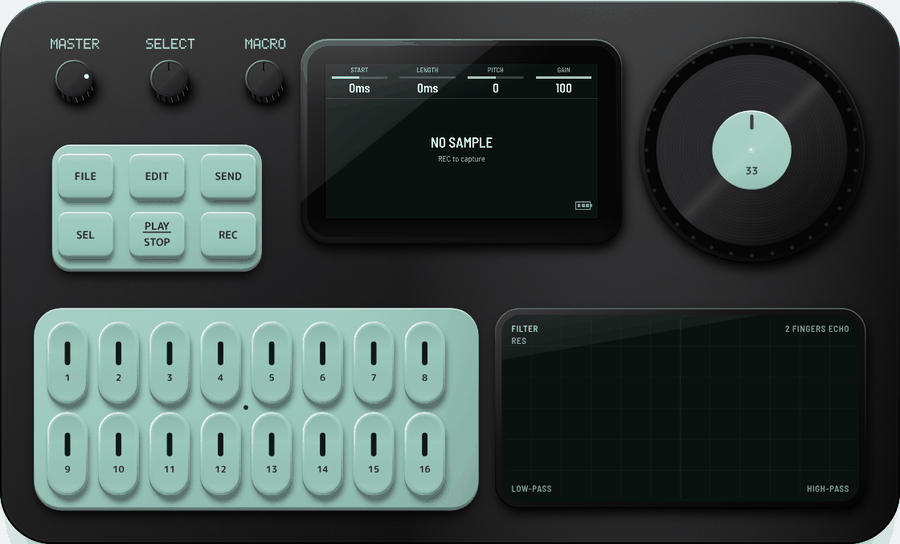 MASTER
SELECT
MACRO
START
LENGTH
PITCH
GAIN
0ms
0ms
0
100
NO SAMPLE
REC to capture
33
FILE
EDIT
SEND
SEL
PLAY
STOP
REC
1
2
3
4
5
6
7
8
9
10
11
12
13
14
15
16
FILTER
RES
2 FINGERS ECHO
LOW-PASS
HIGH-PASS